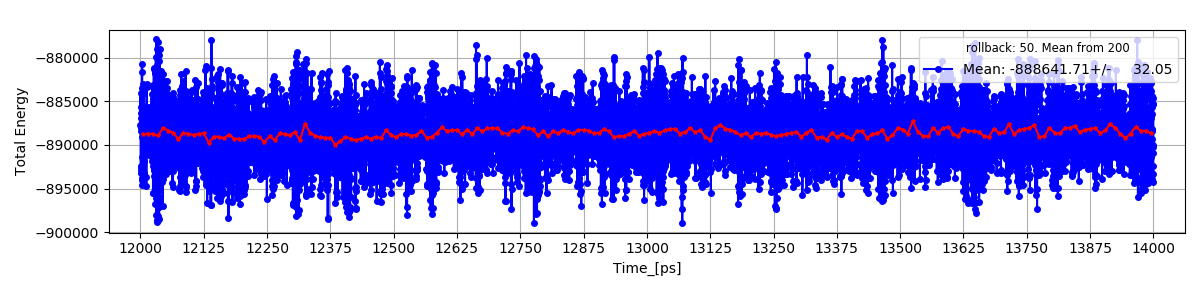 rollback: 50. Mean from 200
Mean: -888641.71+/- 32.05
Total Energy
−880000
−885000
−890000
−895000
−900000
12000 12125 12250 12375 12500 12625 12750 12875 13000 13125 13250 13375 13500 13625 13750 13875 14000
Time_[ps]